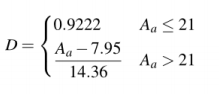 D = { 0.9222    A_a ≤ 21
(A_a − 7.95) / 14.36    A_a > 21